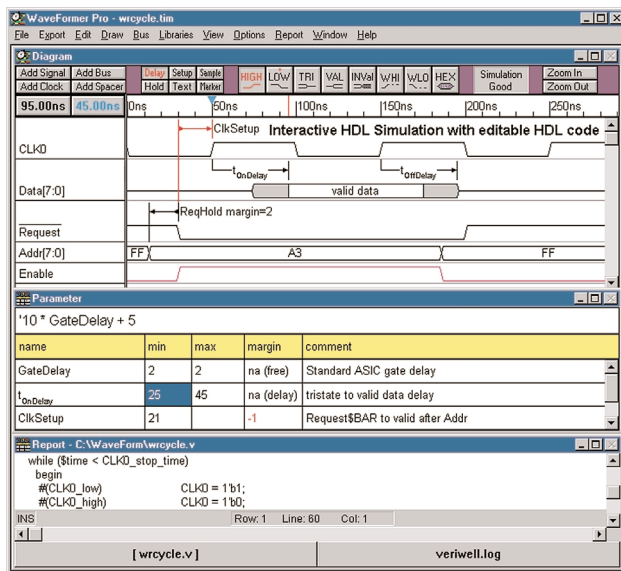 WaveFormer Pro - wrcycle.tim
File Export Edit Draw Bus Libraries View Options Report Window Help
Diagram
Add Signal Add Bus Delay Setup Sample HIGH LOW TRI VAL INVal WHI WLO HEX Simulation Zoom In
Add Clock Add Spacer Hold Text Marker Good Zoom Out
95.00ns 45.00ns 0ns 50ns 100ns 150ns 200ns 250ns
ClkSetup Interactive HDL Simulation with editable HDL code
CLK0
tOnDelay tOffDelay
Data[7:0] valid data
ReqHold margin=2
Request
Addr[7:0] FF A3 FF
Enable
Parameter
'10 * GateDelay + 5
name min max margin comment
GateDelay 2 2 na (free) Standard ASIC gate delay
tOnDelay 25 45 na (delay) tristate to valid data delay
ClkSetup 21 -1 Request$BAR to valid after Addr
Report - C:\WaveForm\wrcycle.v
while ($time < CLK0_stop_time)
begin
#(CLK0_low) CLK0 = 1'b1;
#(CLK0_high) CLK0 = 1'b0;
INS Row: 1 Line: 60 Col: 1
[ wrcycle.v ] veriwell.log